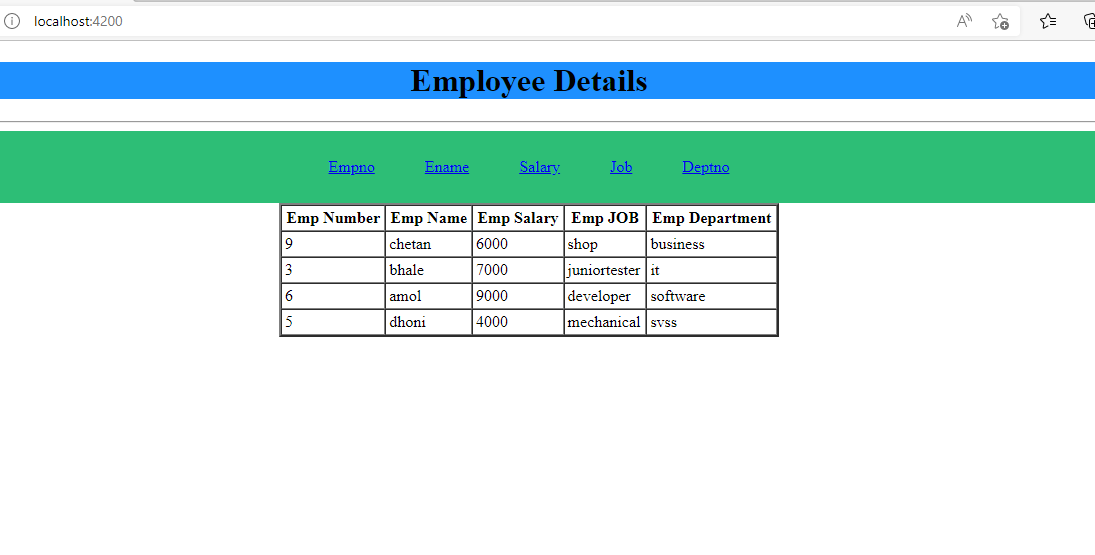 localhost:4200
Employee Details
Empno Ename Salary Job Deptno
Emp Number Emp Name Emp Salary Emp JOB Emp Department
9 chetan 6000 shop business
3 bhale 7000 juniortester it
6 amol 9000 developer software
5 dhoni 4000 mechanical svss